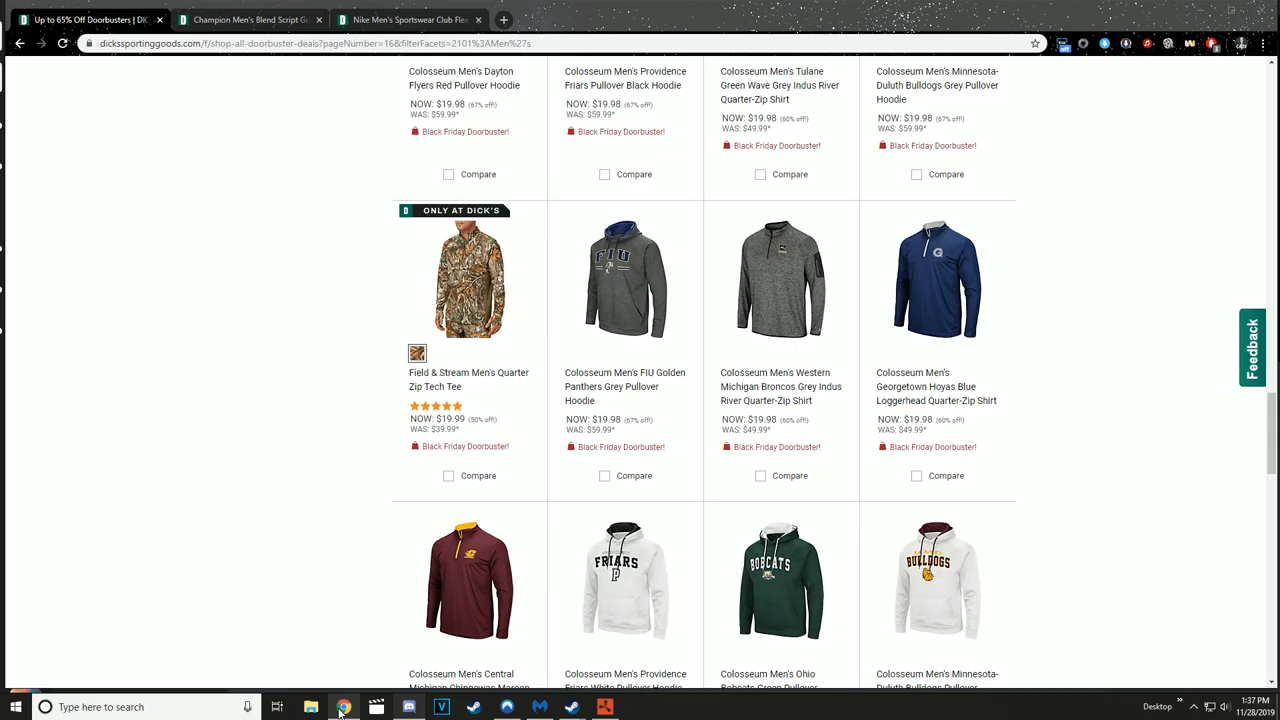 Up to 65% Off Doorbusters | DIC
Champion Men's Blend Script Gr
Nike Men's Sportswear Club Flee
dickssportinggoods.com/f/shop-all-doorbuster-deals?pageNumber=16&filterFacets=2101%3AMen%27s
Colosseum Men's Dayton
Flyers Red Pullover Hoodie
NOW: $19.98 (67% off!)
WAS: $59.99*
Black Friday Doorbuster!
Compare
Colosseum Men's Providence
Friars Pullover Black Hoodie
NOW: $19.98 (67% off!)
WAS: $59.99*
Black Friday Doorbuster!
Compare
Colosseum Men's Tulane
Green Wave Grey Indus River
Quarter-Zip Shirt
NOW: $19.98 (60% off!)
WAS: $49.99*
Black Friday Doorbuster!
Compare
Colosseum Men's Minnesota-
Duluth Bulldogs Grey Pullover
Hoodie
NOW: $19.98 (67% off!)
WAS: $59.99*
Black Friday Doorbuster!
Compare
ONLY AT DICK'S
Field & Stream Men's Quarter
Zip Tech Tee
NOW: $19.99 (50% off!)
WAS: $39.99*
Black Friday Doorbuster!
Compare
FIU
Colosseum Men's FIU Golden
Panthers Grey Pullover
Hoodie
NOW: $19.98 (67% off!)
WAS: $59.99*
Black Friday Doorbuster!
Compare
Colosseum Men's Western
Michigan Broncos Grey Indus
River Quarter-Zip Shirt
NOW: $19.98 (60% off!)
WAS: $49.99*
Black Friday Doorbuster!
Compare
G
Colosseum Men's
Georgetown Hoyas Blue
Loggerhead Quarter-Zip Shirt
NOW: $19.98 (60% off!)
WAS: $49.99*
Black Friday Doorbuster!
Compare
Feedback
C
Colosseum Men's Central
Michigan Chippewas Maroon
FRIARS
P
Colosseum Men's Providence
Friars White Pullover Hoodie
BOBCATS
Colosseum Men's Ohio
Bobcats Green Pullover
BULLDOGS
Colosseum Men's Minnesota-
Duluth Bulldogs Pullover
Type here to search
Desktop
1:37 PM
11/28/2019